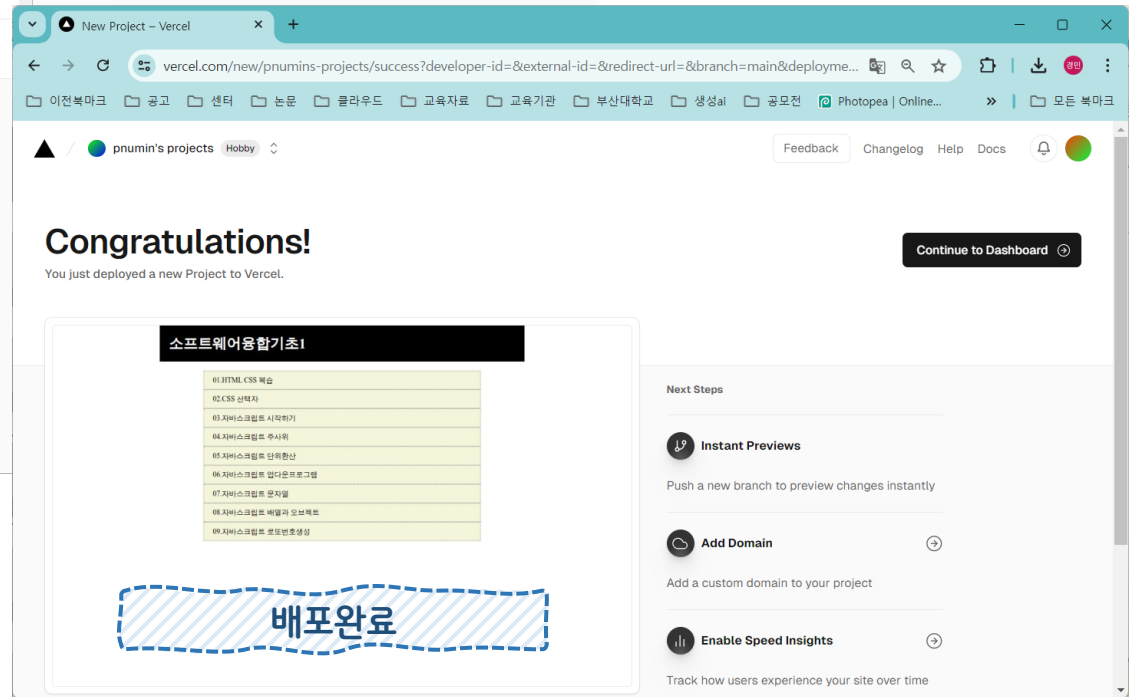 New Project – Vercel
vercel.com/new/pnumins-projects/success?developer-id=&external-id=&redirect-url=&branch=main&deployme...
경민
이전북마크 공고 센터 논문 클라우드 교육자료 교육기관 부산대학교 생성ai 공모전 Photopea | Online... » 모든 북마크
pnumin's projects Hobby
Feedback Changelog Help Docs
Congratulations!
You just deployed a new Project to Vercel.
Continue to Dashboard
소프트웨어융합기초1
01.HTML CSS 복습
02.CSS 선택자
03.자바스크립트 시작하기
04.자바스크립트 주사위
05.자바스크립트 단위환산
06.자바스크립트 업다운프로그램
07.자바스크립트 문자열
08.자바스크립트 배열과 오브젝트
09.자바스크립트 로또번호생성
배포완료
Next Steps
Instant Previews
Push a new branch to preview changes instantly
Add Domain
Add a custom domain to your project
Enable Speed Insights
Track how users experience your site over time